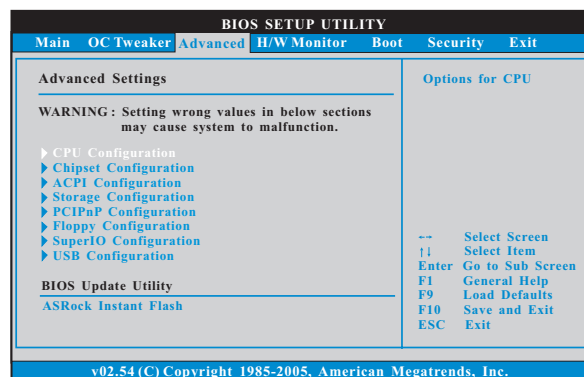 BIOS SETUP UTILITY
Main OC Tweaker Advanced H/W Monitor Boot Security Exit
Advanced Settings
WARNING : Setting wrong values in below sections
may cause system to malfunction.
CPU Configuration
Chipset Configuration
ACPI Configuration
Storage Configuration
PCIPnP Configuration
Floppy Configuration
SuperIO Configuration
USB Configuration
BIOS Update Utility
ASRock Instant Flash
Options for CPU
←→ Select Screen
↑↓ Select Item
Enter Go to Sub Screen
F1 General Help
F9 Load Defaults
F10 Save and Exit
ESC Exit
v02.54 (C) Copyright 1985-2005, American Megatrends, Inc.